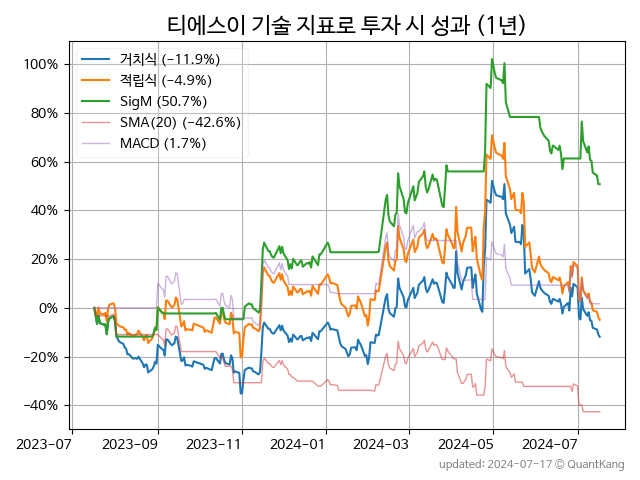 티에스이 기술 지표로 투자 시 성과 (1년)
거치식 (−11.9%)
적립식 (−4.9%)
SigM (50.7%)
SMA(20) (−42.6%)
MACD (1.7%)
100%
80%
60%
40%
20%
0%
−20%
−40%
2023-07 2023-09 2023-11 2024-01 2024-03 2024-05 2024-07
updated: 2024-07-17 © QuantKang